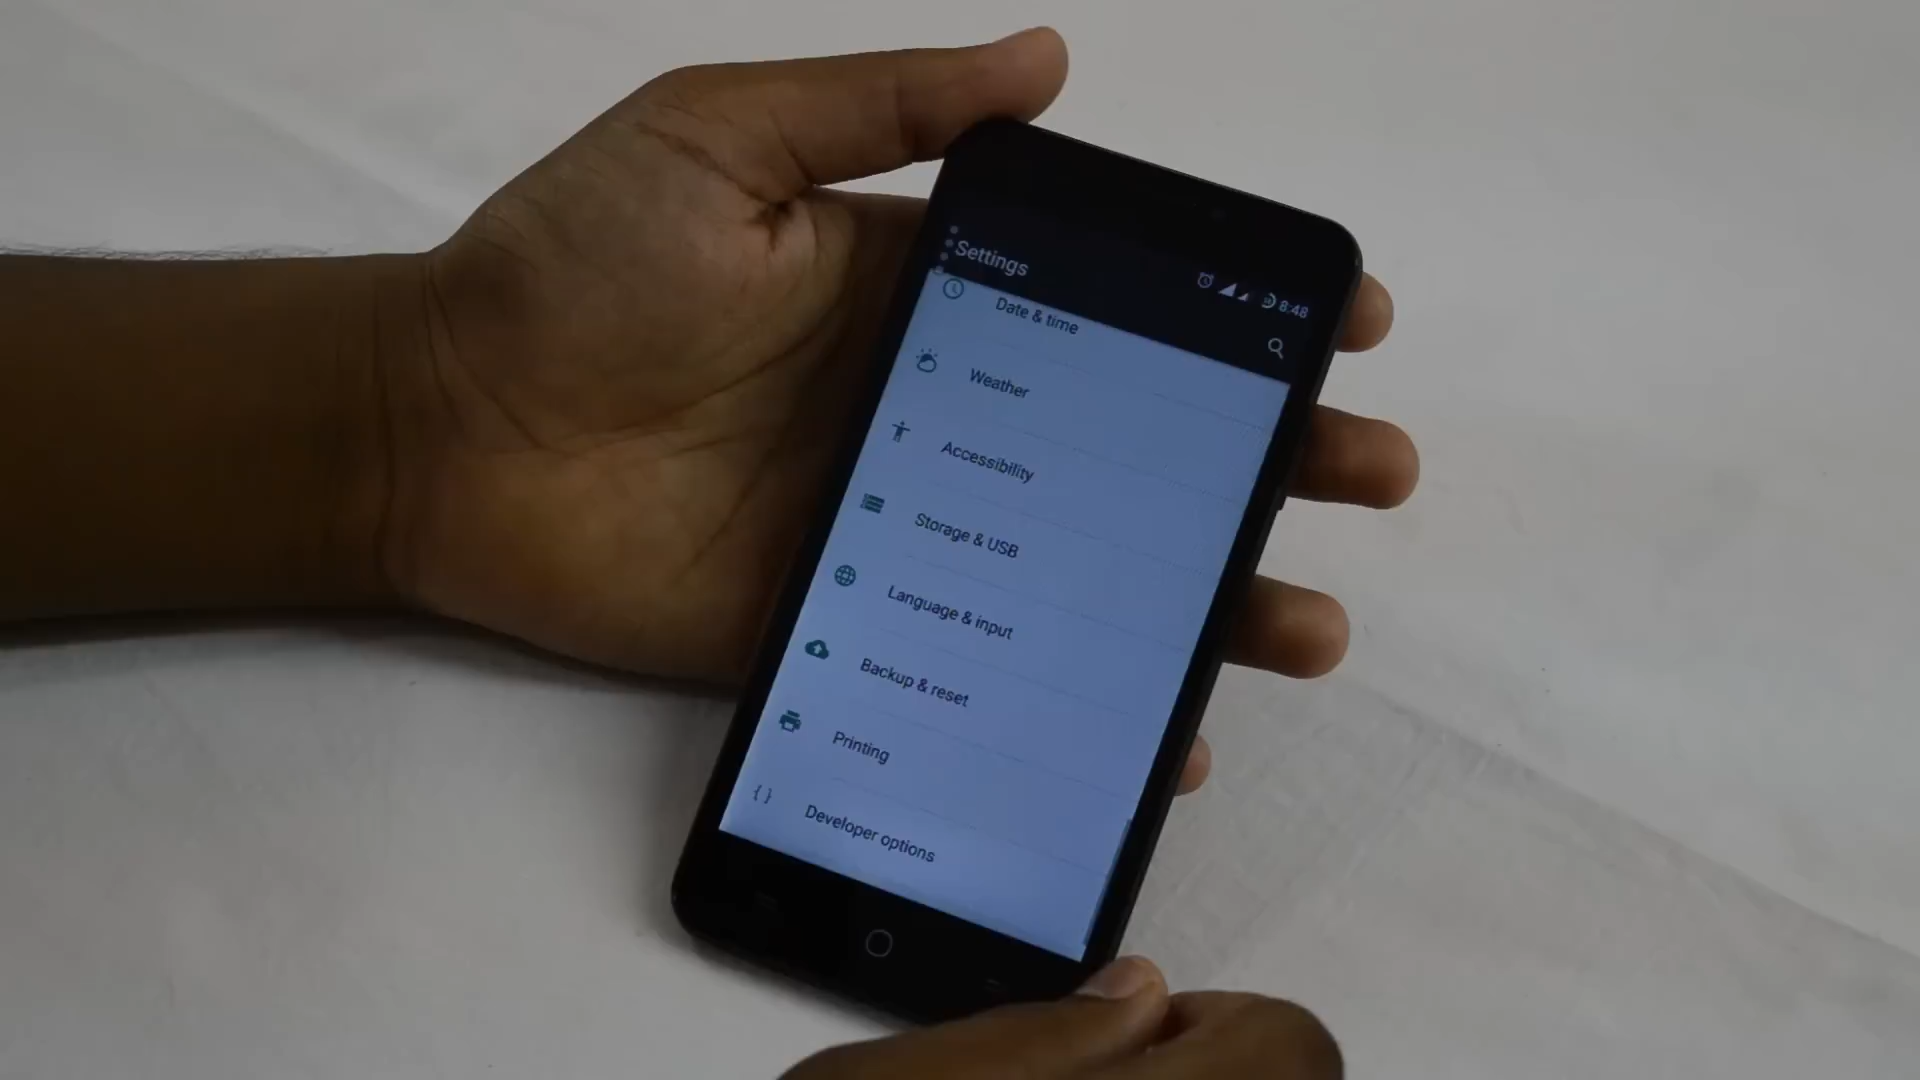 8:48
Settings
Date & time
Weather
Accessibility
Storage & USB
Language & input
Backup & reset
Printing
Developer options